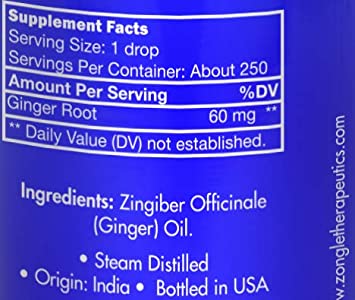 Supplement Facts
Serving Size: 1 drop
Servings Per Container: About 250
Amount Per Serving %DV
Ginger Root 60 mg **
** Daily Value (DV) not established.
Ingredients: Zingiber Officinale
(Ginger) Oil.
• Steam Distilled
• Origin: India • Bottled in USA
www.zongletherapeutics.com